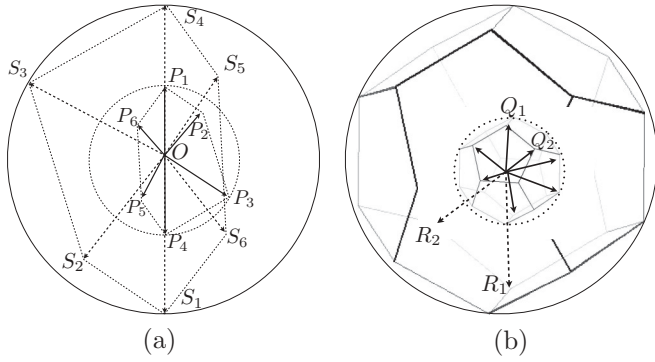 S₄
S₃
S₅
P₁
P₆
P₂
O
P₅
P₃
P₄
S₆
S₂
S₁
(a)
Q₁
Q₂
R₂
R₁
(b)